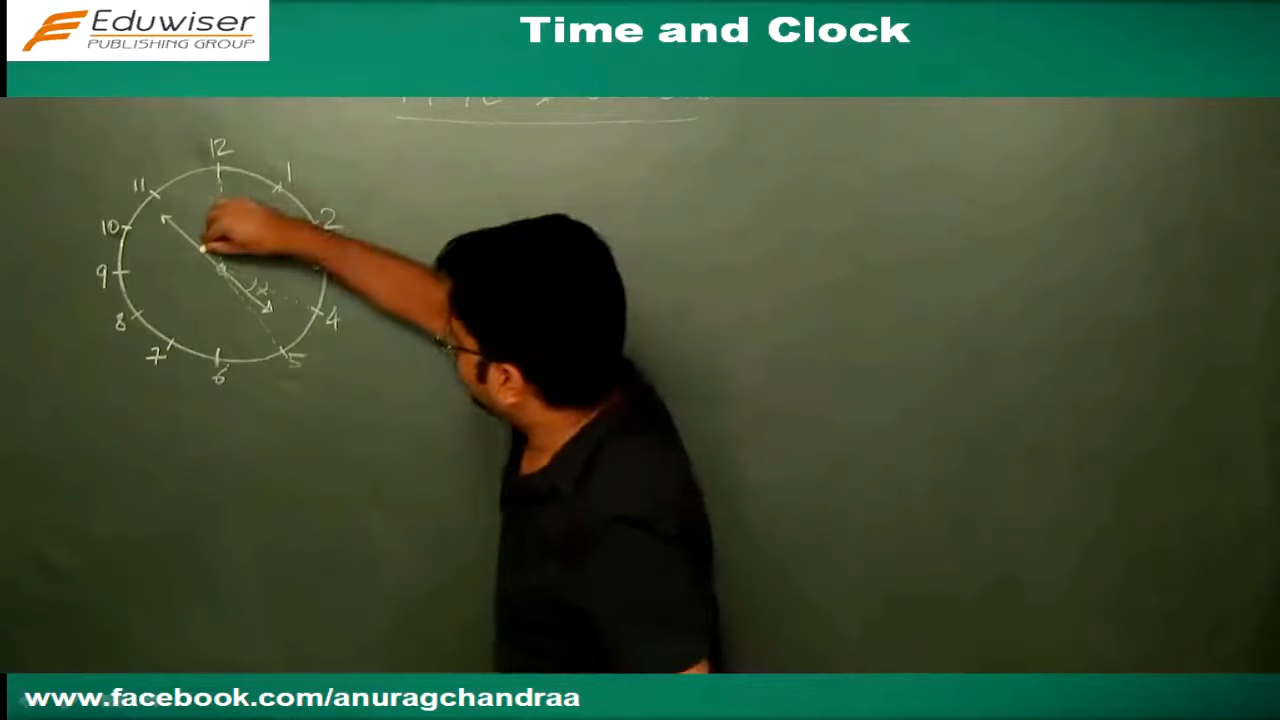 Eduwiser
PUBLISHING GROUP
Time and Clock
12
11
1
10
2
9
x
8
4
7
5
6
www.facebook.com/anuragchandraa